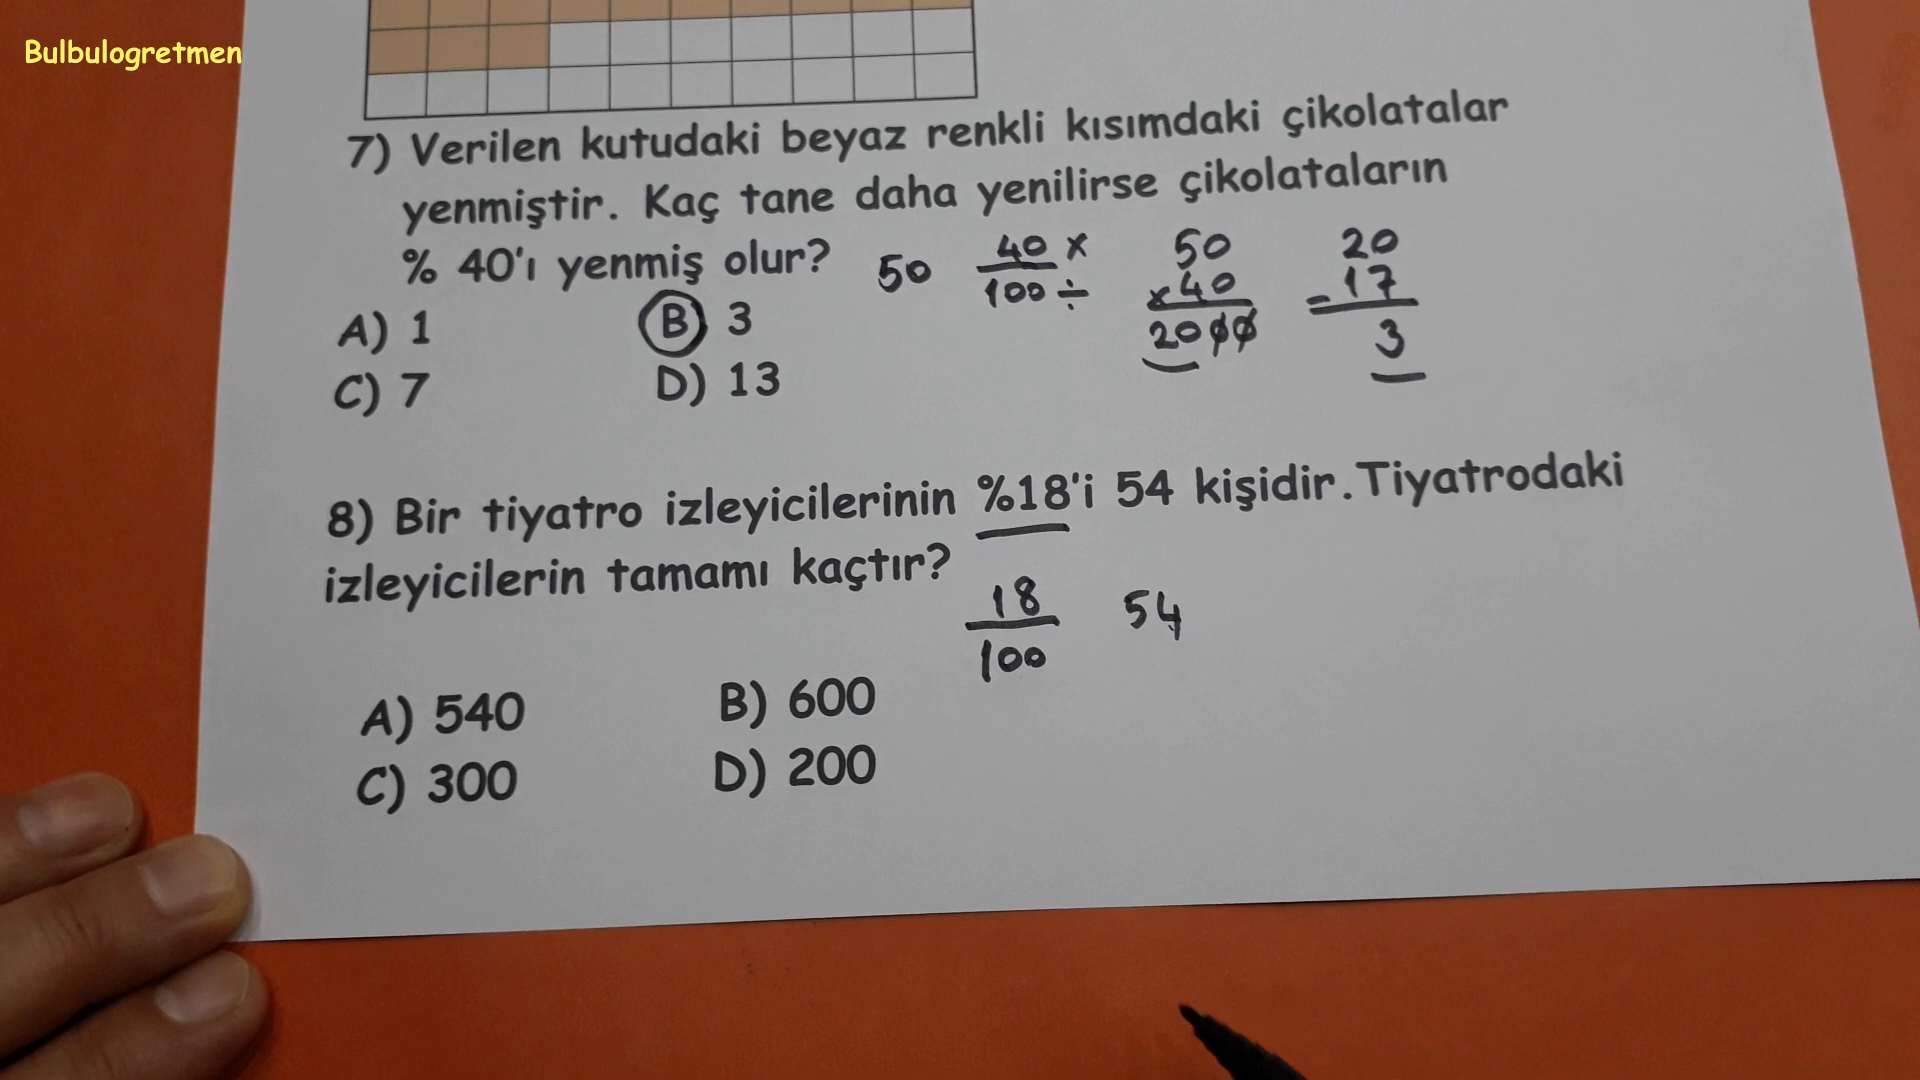 Bulbulogretmen
7) Verilen kutudaki beyaz renkli kısımdaki çikolatalar
yenmiştir. Kaç tane daha yenilirse çikolataların
% 40'ı yenmiş olur?
50 40 x
100 ÷
50
x 40
2000
20
- 17
3
A) 1
B) 3
C) 7
D) 13
8) Bir tiyatro izleyicilerinin %18'i 54 kişidir. Tiyatrodaki
izleyicilerin tamamı kaçtır?
18
100
54
A) 540
B) 600
C) 300
D) 200